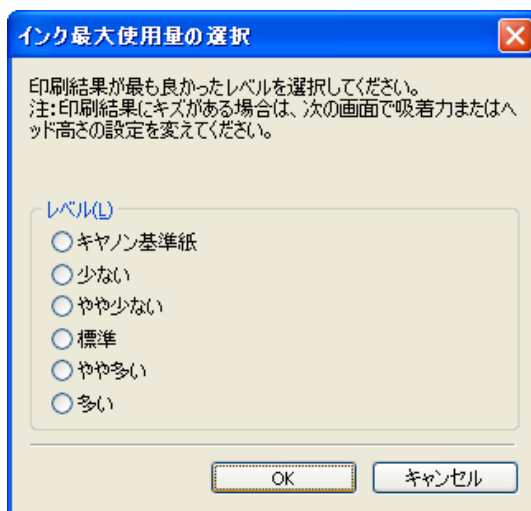 インク最大使用量の選択
印刷結果が最も良かったレベルを選択してください。
注:印刷結果にキズがある場合は、次の画面で吸着力またはヘ
ッド高さの設定を変えてください。
レベル(L)
キヤノン基準紙
少ない
やや少ない
標準
やや多い
多い
OK
キャンセル